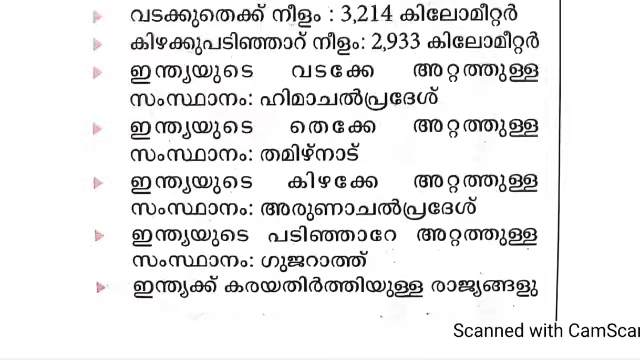 വടക്കുതെക്ക് നീളം : 3,214 കിലോമീറ്റർ
കിഴക്കുപടിഞ്ഞാറ് നീളം: 2,933 കിലോമീറ്റർ
ഇന്ത്യയുടെ വടക്കേ അറ്റത്തുള്ള
സംസ്ഥാനം: ഹിമാചൽപ്രദേശ്
ഇന്ത്യയുടെ തെക്കേ അറ്റത്തുള്ള
സംസ്ഥാനം: തമിഴ്നാട്
ഇന്ത്യയുടെ കിഴക്കേ അറ്റത്തുള്ള
സംസ്ഥാനം: അരുണാചൽപ്രദേശ്
ഇന്ത്യയുടെ പടിഞ്ഞാറേ അറ്റത്തുള്ള
സംസ്ഥാനം: ഗുജറാത്ത്
ഇന്ത്യക്ക് കരയതിർത്തിയുള്ള രാജ്യങ്ങളു
Scanned with CamScar